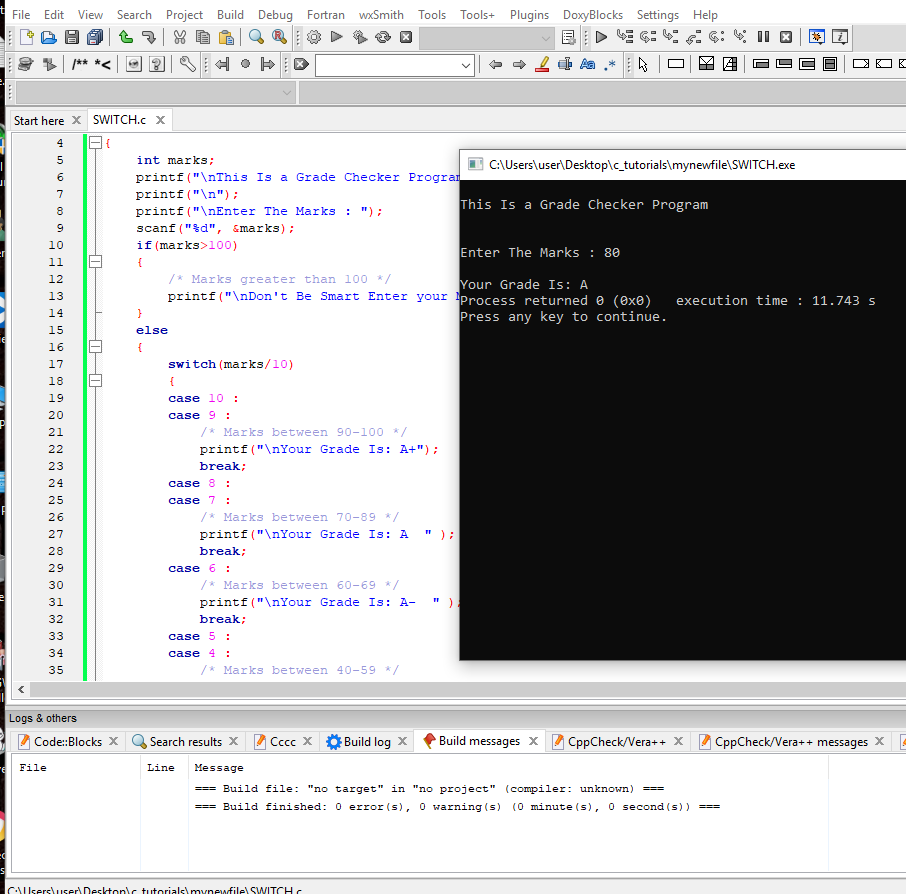 File Edit View Search Project Build Debug Fortran wxSmith Tools Tools+ Plugins DoxyBlocks Settings Help
/** *<
Start here SWITCH.c
4 {
5 int marks;
6 printf("\nThis Is a Grade Checker Program
7 printf("\n");
8 printf("\nEnter The Marks : ");
9 scanf("%d", &marks);
10 if(marks>100)
11 {
12 /* Marks greater than 100 */
13 printf("\nDon't Be Smart Enter your
14 }
15 else
16 {
17 switch(marks/10)
18 {
19 case 10 :
20 case 9 :
21 /* Marks between 90-100 */
22 printf("\nYour Grade Is: A+");
23 break;
24 case 8 :
25 case 7 :
26 /* Marks between 70-89 */
27 printf("\nYour Grade Is: A  " );
28 break;
29 case 6 :
30 /* Marks between 60-69 */
31 printf("\nYour Grade Is: A-  " );
32 break;
33 case 5 :
34 case 4 :
35 /* Marks between 40-59 */
C:\Users\user\Desktop\c_tutorials\mynewfile\SWITCH.exe
This Is a Grade Checker Program
Enter The Marks : 80
Your Grade Is: A
Process returned 0 (0x0)   execution time : 11.743 s
Press any key to continue.
Logs & others
Code::Blocks Search results Cccc Build log Build messages CppCheck/Vera++ CppCheck/Vera++ messages
File Line Message
=== Build file: "no target" in "no project" (compiler: unknown) ===
=== Build finished: 0 error(s), 0 warning(s) (0 minute(s), 0 second(s)) ===
C:\Users\user\Desktop\c_tutorials\mynewfile\SWITCH.c